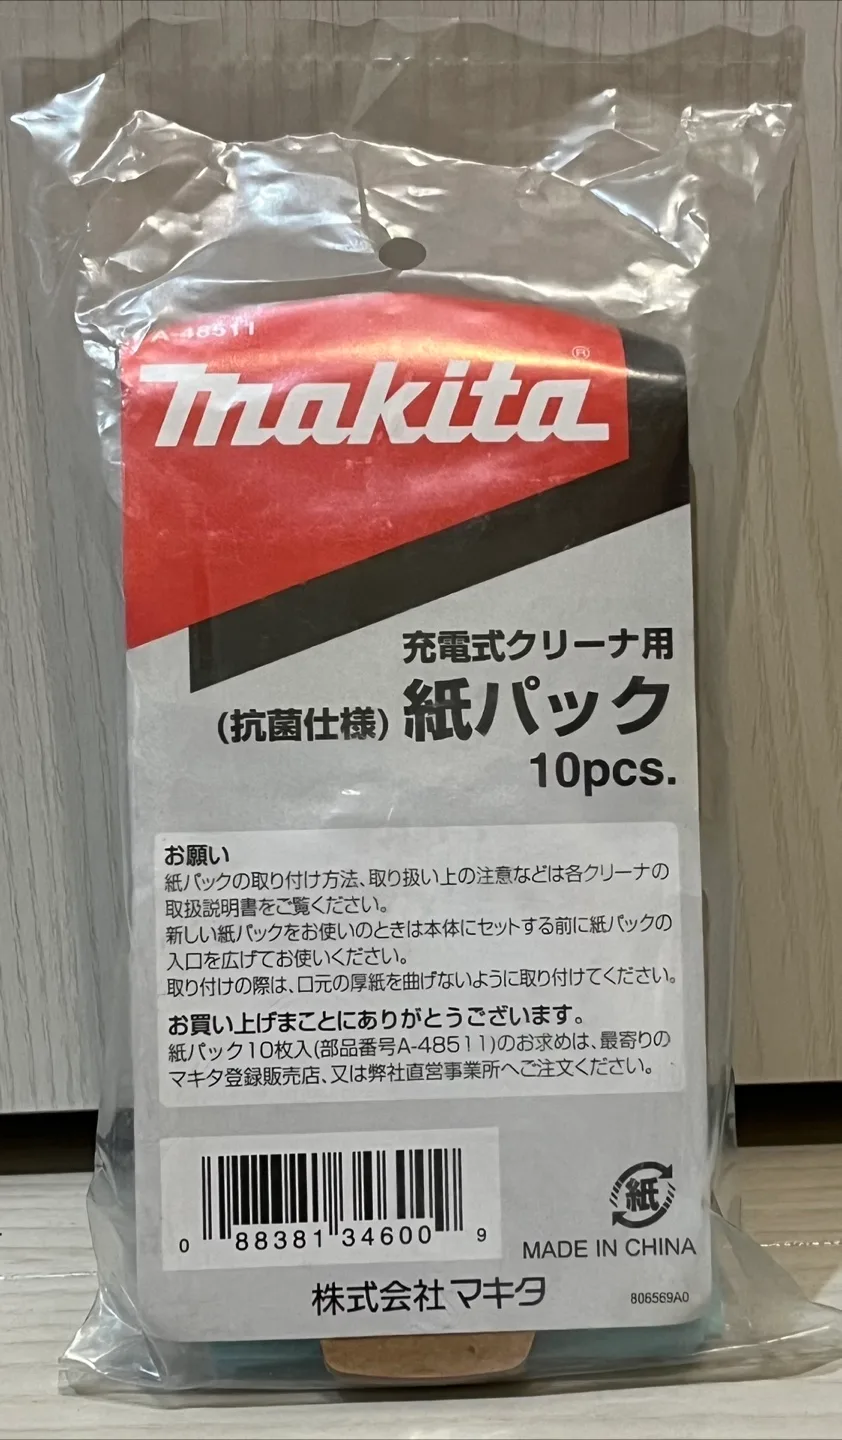 A-48511
makita®
充電式クリーナ用
(抗菌仕様) 紙パック
10pcs.
お願い
紙パックの取り付け方法、取り扱い上の注意などは各クリーナの
取扱説明書をご覧ください。
新しい紙パックをお使いのときは本体にセットする前に紙パックの
入口を広げてお使いください。
取り付けの際は、口元の厚紙を曲げないように取り付けてください。
お買い上げまことにありがとうございます。
紙パック10枚入(部品番号A-48511)のお求めは、最寄りの
マキタ登録販売店、又は弊社直営事業所へご注文ください。
0 88381 34600 9
紙
MADE IN CHINA
株式会社マキタ
806569A0